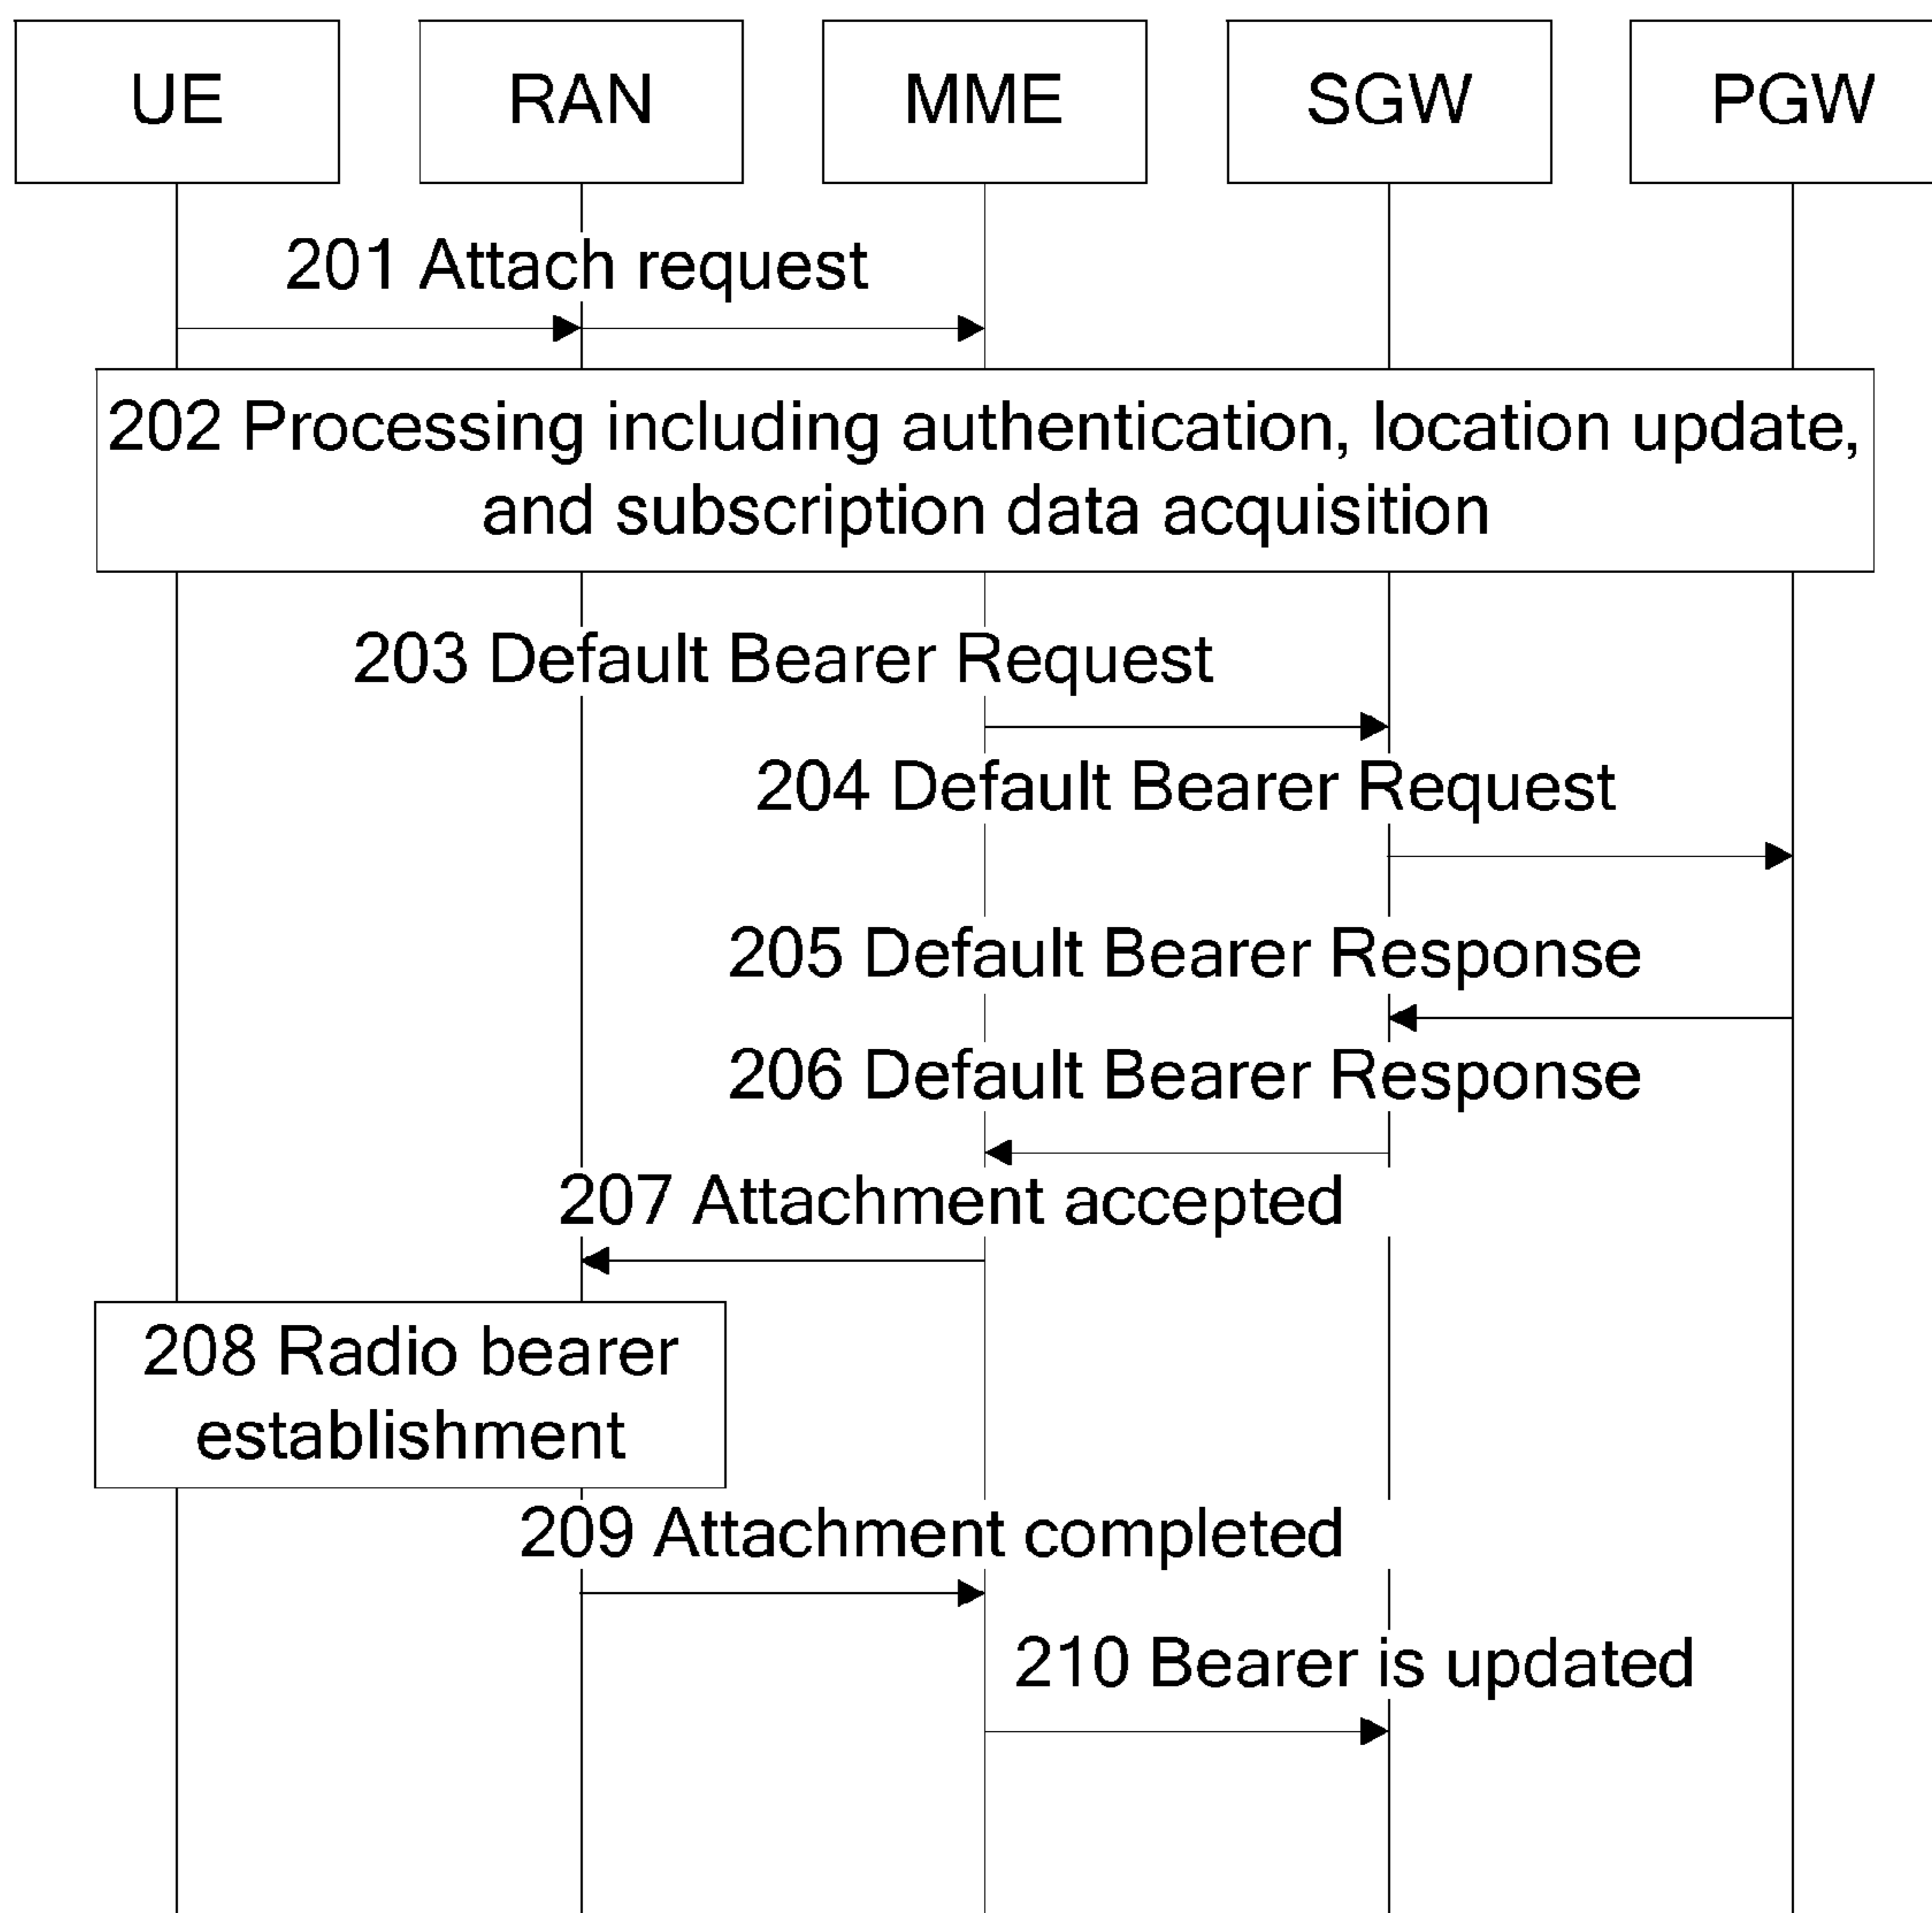 UE
RAN
MME
SGW
PGW
201 Attach request
202 Processing including authentication, location update,
and subscription data acquisition
203 Default Bearer Request
204 Default Bearer Request
205 Default Bearer Response
206 Default Bearer Response
207 Attachment accepted
208 Radio bearer
establishment
209 Attachment completed
210 Bearer is updated